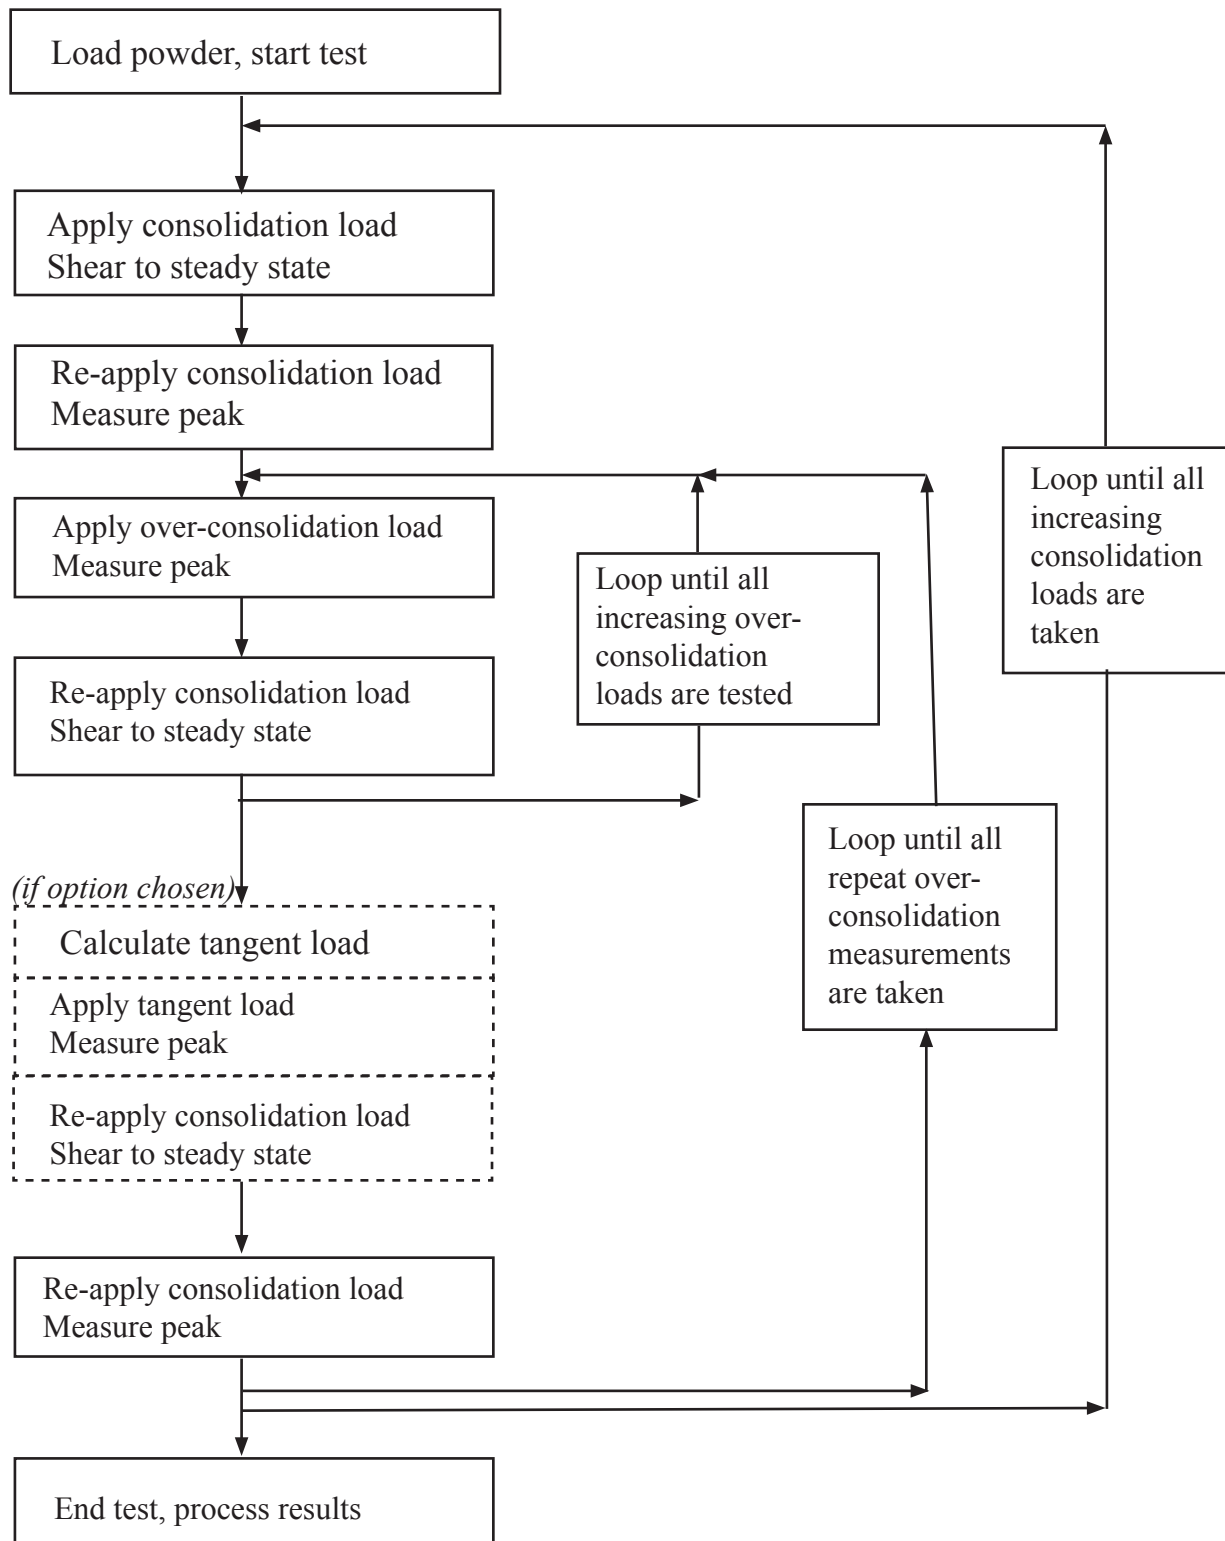 Load powder, start test
Apply consolidation load
Shear to steady state
Re-apply consolidation load
Measure peak
Apply over-consolidation load
Measure peak
Re-apply consolidation load
Shear to steady state
Loop until all
increasing over-
consolidation
loads are tested
Loop until all
increasing
consolidation
loads are
taken
Loop until all
repeat over-
consolidation
measurements
are taken
(if option chosen)
Calculate tangent load
Apply tangent load
Measure peak
Re-apply consolidation load
Shear to steady state
Re-apply consolidation load
Measure peak
End test, process results